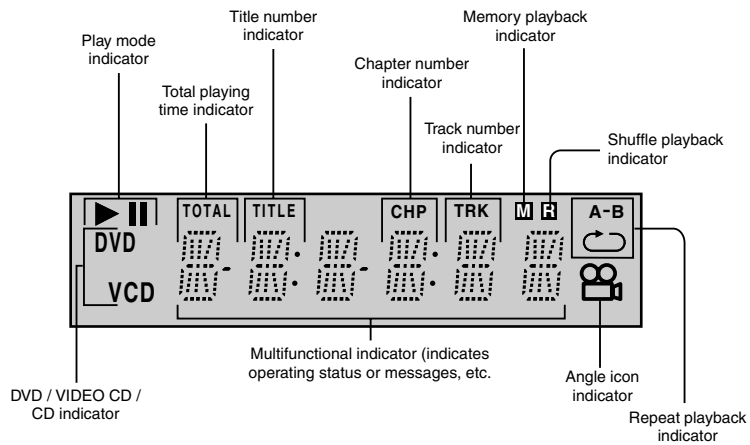 Title number
indicator
Memory playback
indicator
Play mode
indicator
Total playing
time indicator
Chapter number
indicator
Track number
indicator
Shuffle playback
indicator
TOTAL TITLE CHP TRK M R A-B
DVD
VCD
Multifunctional indicator (indicates
operating status or messages, etc.
DVD / VIDEO CD /
CD indicator
Angle icon
indicator
Repeat playback
indicator